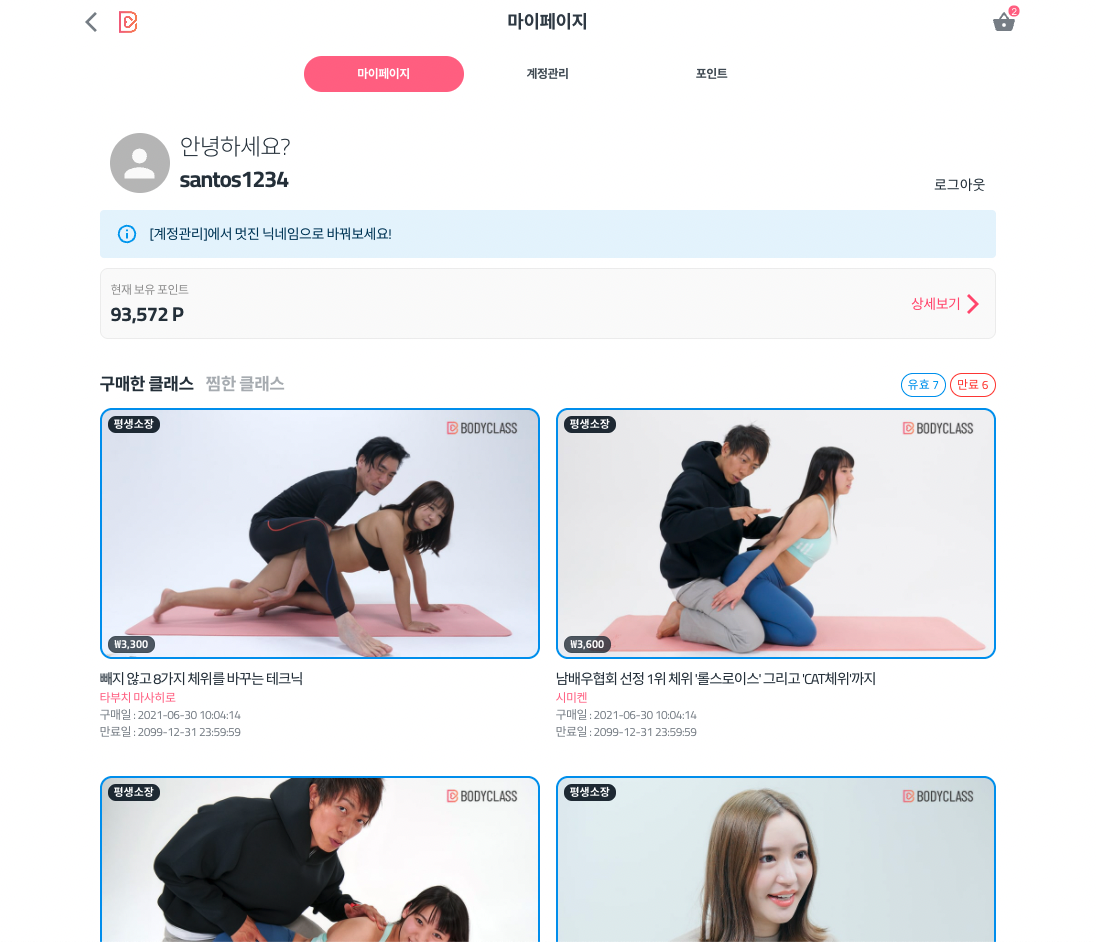 마이페이지
2
마이페이지
계정관리
포인트
안녕하세요?
santos1234
로그아웃
[계정관리]에서 멋진 닉네임으로 바꿔보세요!
현재 보유 포인트
93,572 P
상세보기
구매한 클래스 찜한 클래스
유효 7
만료 6
평생소장
BODYCLASS
₩3,300
빼지 않고 8가지 체위를 바꾸는 테크닉
타부치 마사히로
구매일 : 2021-06-30 10:04:14
만료일 : 2099-12-31 23:59:59
평생소장
BODYCLASS
₩3,600
남배우협회 선정 1위 체위 '롤스로이스' 그리고 'CAT체위'까지
시미켄
구매일 : 2021-06-30 10:04:14
만료일 : 2099-12-31 23:59:59
평생소장
BODYCLASS
평생소장
BODYCLASS